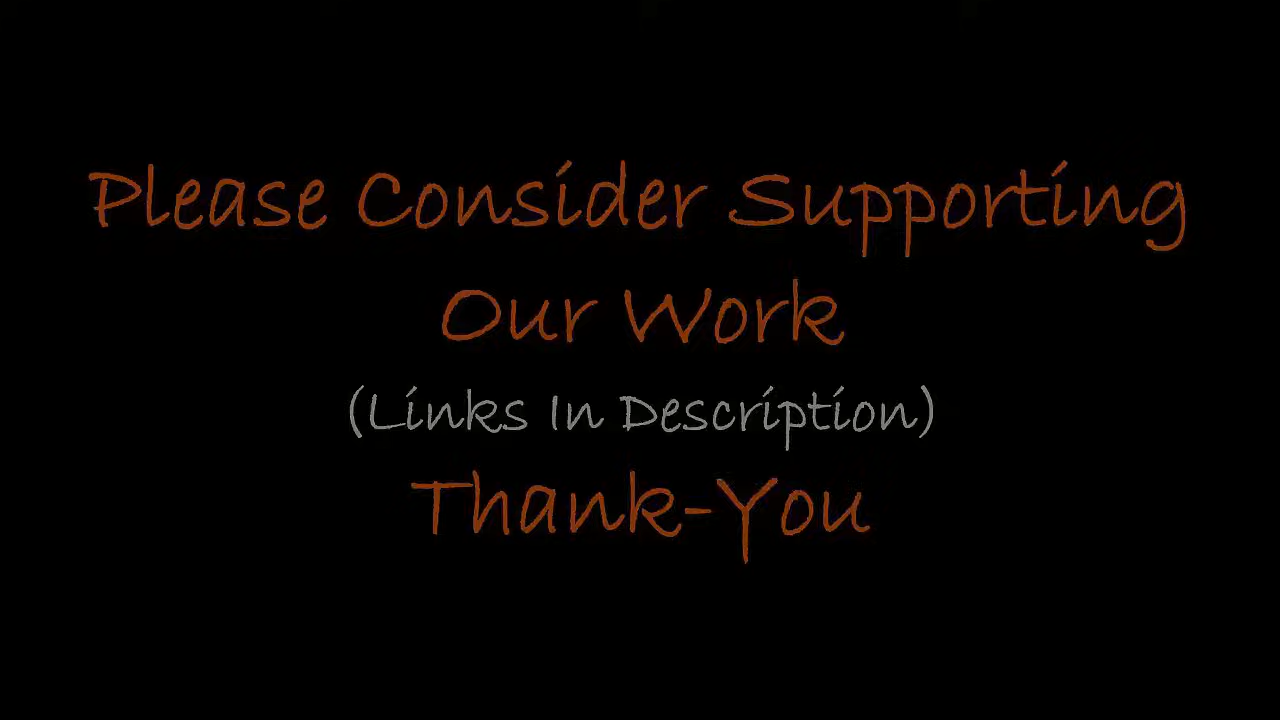 Please Consider Supporting
Our Work
(Links In Description)
Thank-You